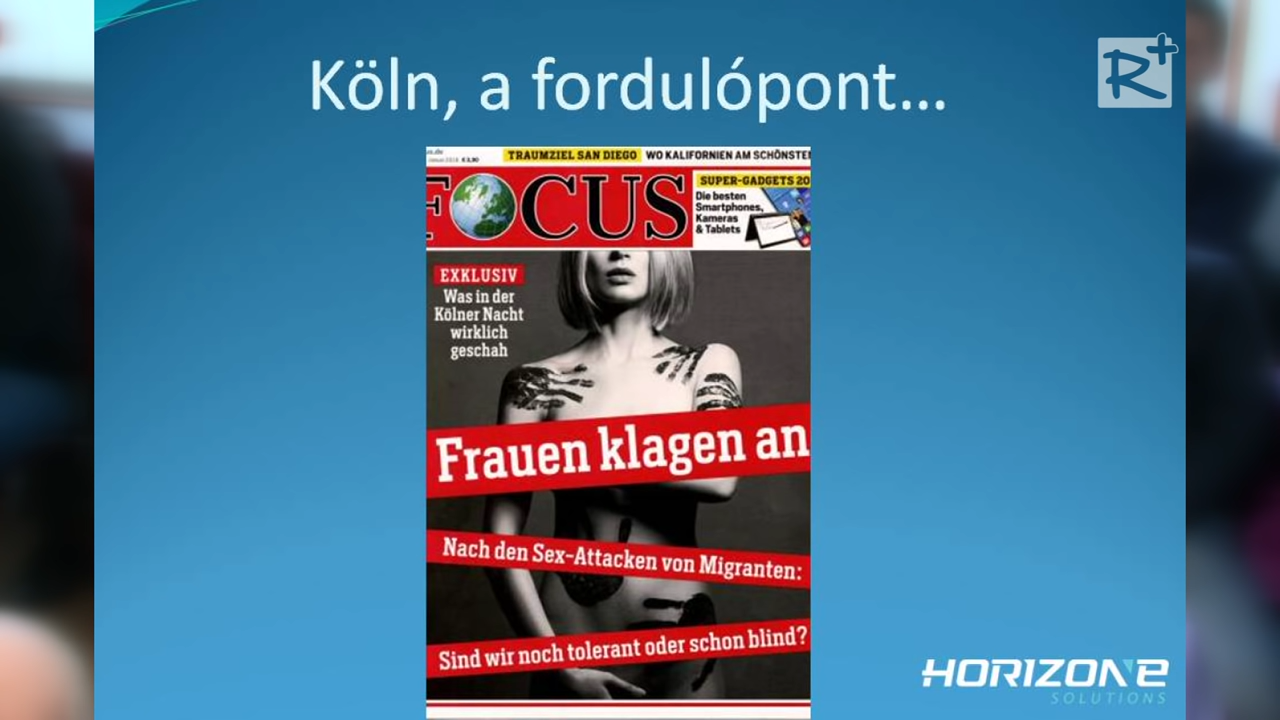 Köln, a fordulópont...
R+
TRAUMZIEL SAN DIEGO WO KALIFORNIEN AM SCHÖNSTEN
FOCUS
SUPER-GADGETS 20
Die besten
Smartphones,
Kameras
& Tablets
EXKLUSIV
Was in der
Kölner Nacht
wirklich
geschah
Frauen klagen an
Nach den Sex-Attacken von Migranten:
Sind wir noch tolerant oder schon blind?
HORIZONE
SOLUTIONS